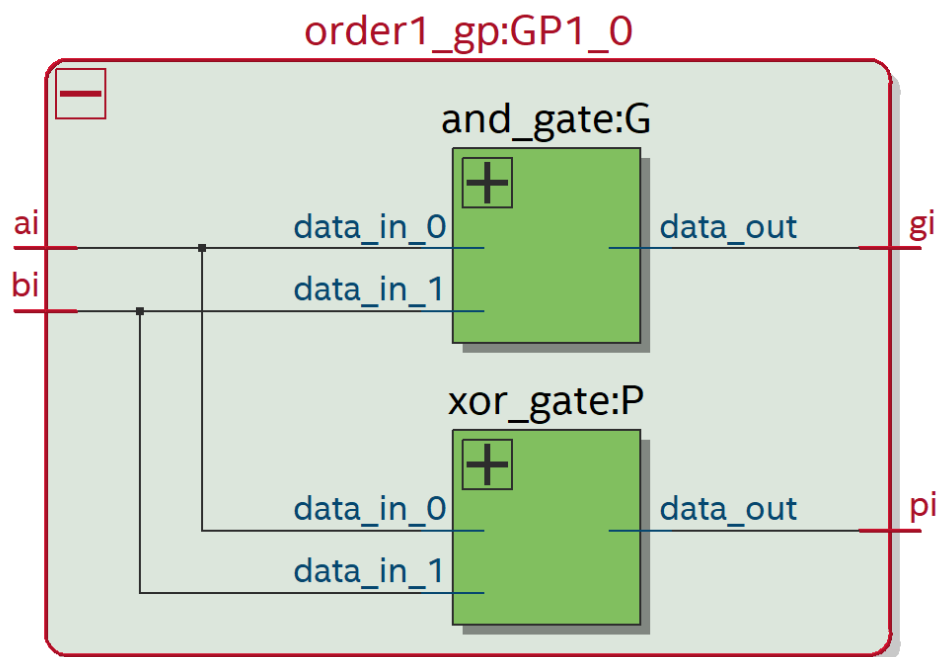 order1_gp:GP1_0
and_gate:G
ai data_in_0 data_out gi
bi data_in_1
xor_gate:P
data_in_0 data_out pi
data_in_1